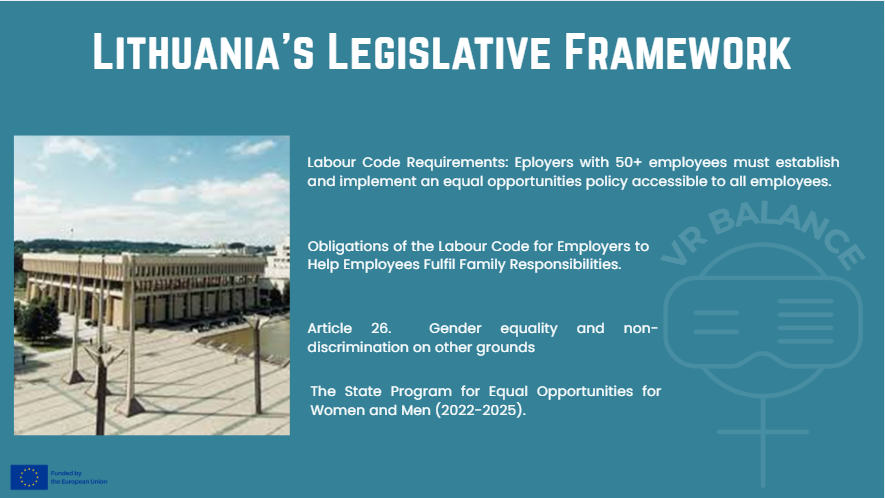 LITHUANIA'S LEGISLATIVE FRAMEWORK
Labour Code Requirements: Eployers with 50+ employees must establish
and implement an equal opportunities policy accessible to all employees.
VR BALANCE
Obligations of the Labour Code for Employers to
Help Employees Fulfil Family Responsibilities.
Article 26. Gender equality and non-
discrimination on other grounds
The State Program for Equal Opportunities for
Women and Men (2022-2025).
Funded by
the European Union